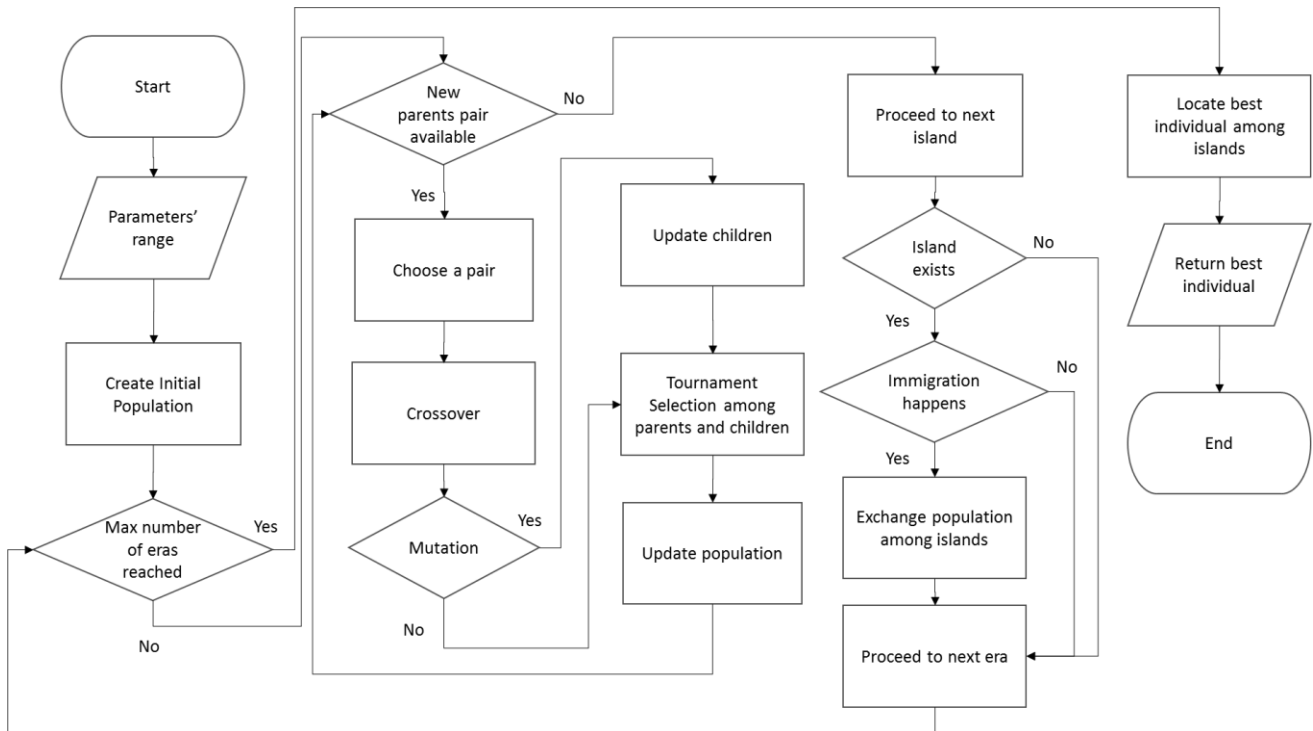 Start
Parameters’
range
Create Initial
Population
Max number
of eras
reached
Yes
No
New
parents pair
available
No
Yes
Choose a pair
Crossover
Mutation
Yes
No
Update children
Tournament
Selection among
parents and children
Update population
Proceed to next
island
Island
exists
No
Yes
Immigration
happens
No
Yes
Exchange population
among islands
Proceed to next era
Locate best
individual among
islands
Return best
individual
End